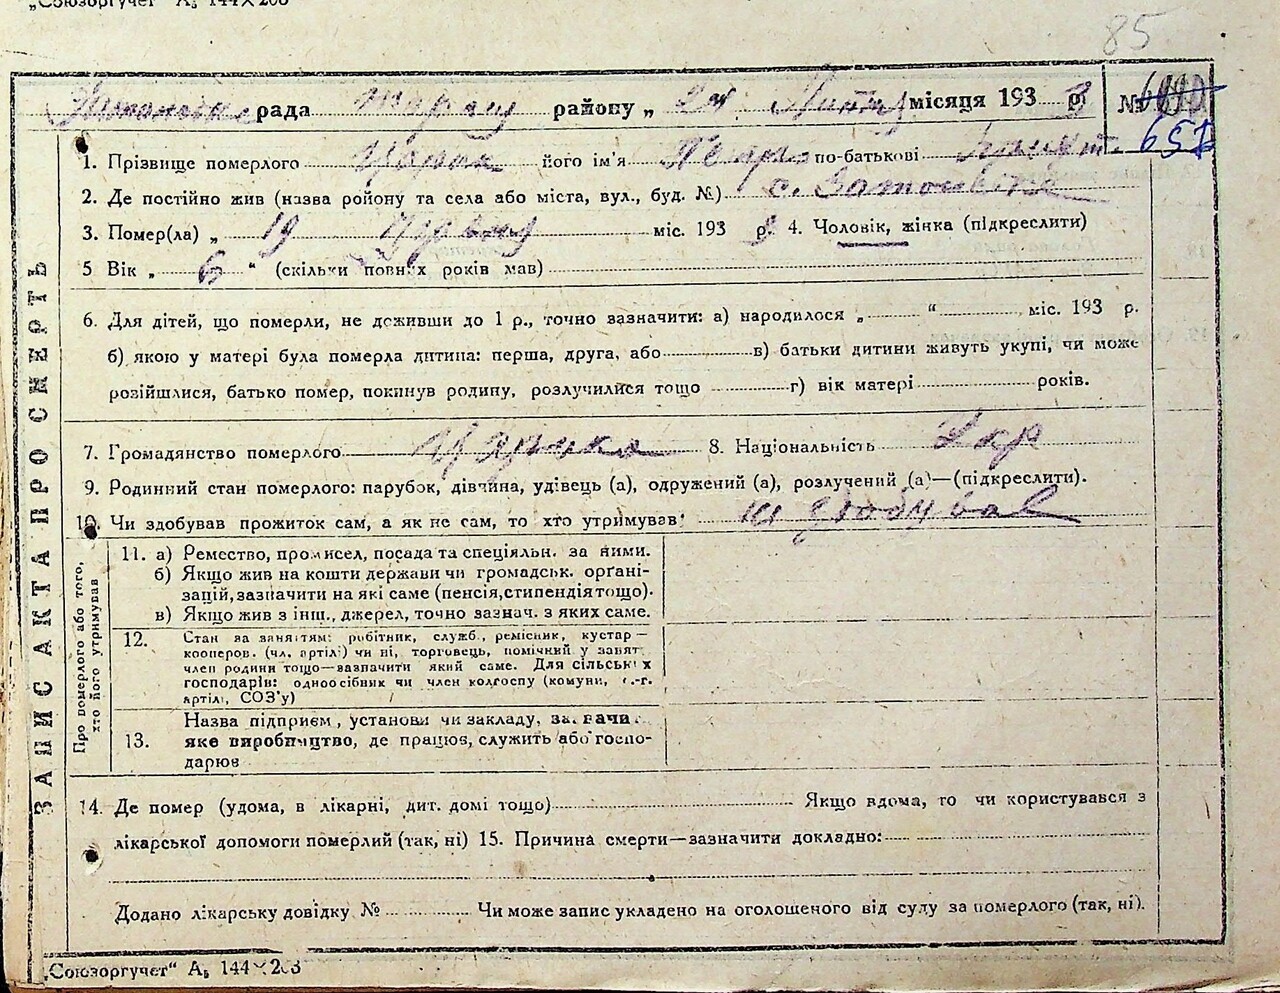 „Союзоргучет" А₅ 144×203
85
рада району „ 24 місяця 193 3 р. №
657
1. Прізвище померлого його ім'я Петро по-батькові
2. Де постійно жив (назва ройону та села або міста, вул., буд. №) с.
3. Помер(ла) „ 19 Червня міс. 193 3 р. 4. Чоловік, жінка (підкреслити)
5 Вік „ 6 " (скільки повних років мав)
6. Для дітей, що померли, не доживши до 1 р., точно зазначити: а) народилося „ " міс. 193 р.
б) якою у матері була померла дитина: перша, друга, або в) батьки дитини живуть укупі, чи може
розійшлися, батько помер, покинув родину, розлучилися тощо г) вік матері років.
7. Громадянство померлого 8. Національність Укр
9. Родинний стан померлого: парубок, дівчина, удівець (а), одружений (а), розлучений (а)—(підкреслити).
10. Чи здобував прожиток сам, а як не сам, то хто утримував:
ЗАПИС АКТА ПРО СМЕРТЬ
Про померлого або того, хто його утримував
11. а) Ремество, промисел, посада та спеціяльн. за ними.
б) Якщо жив на кошти держави чи громадськ. орґані-
зацій, зазначити на які саме (пенсія, стипендія тощо).
в) Якщо жив з інш., джерел, точно зазнач. з яких саме.
12. Стан за заняттям: робітник, служб., ремісник, кустар—
кооперов. (чл. артілі) чи ні, торговець, помічний у занят.
член родини тощо—зазначити який саме. Для сільських
господарів: одноосібник чи член колгоспу (комуни, с.-г.
артілі, СОЗ'у)
Назва підприєм., установи чи закладу,
13. яке виробництво, де працює, служить або госпо-
дарює
14. Де помер (удома, в лікарні, дит. домі тощо) Якщо вдома, то чи користувався з
лікарської допомоги померлий (так, ні) 15. Причина смерти—зазначити докладно:
Додано лікарську довідку № Чи може запис укладено на оголошеного від суду за померлого (так, ні).
„Союзоргучет" А₅ 144×203